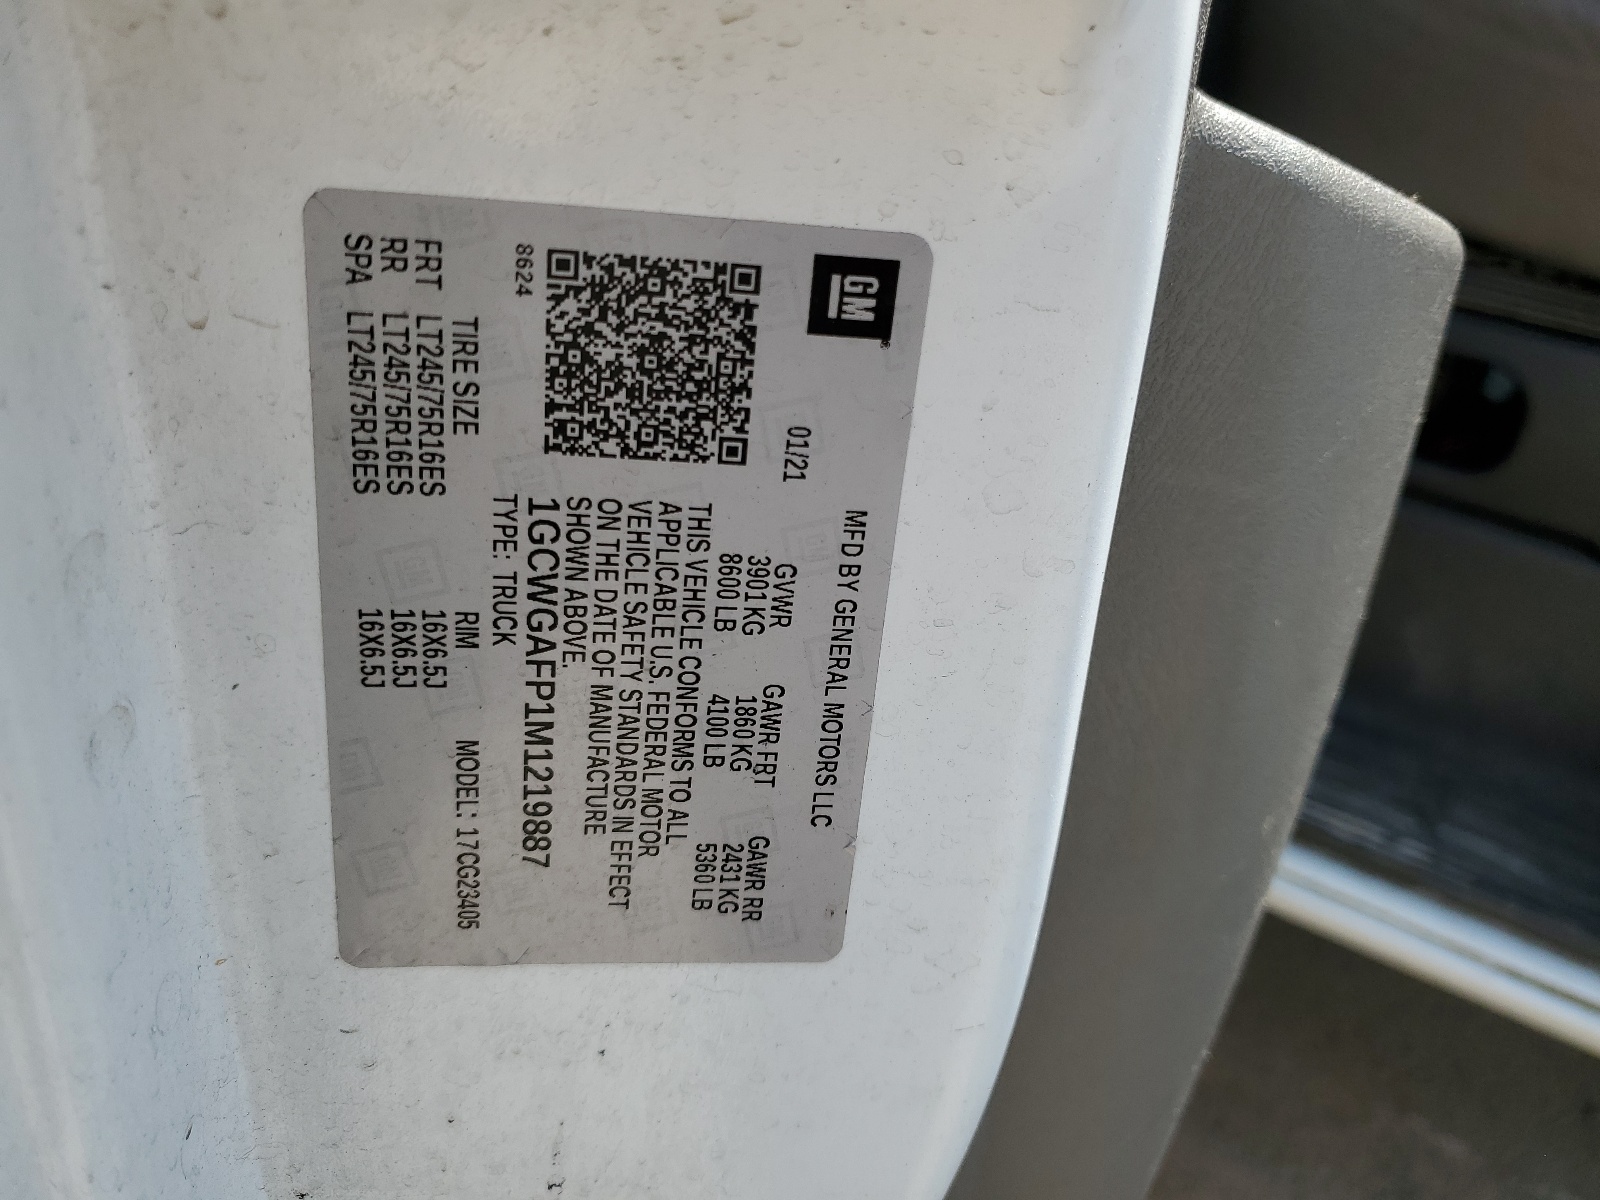 GM
MFD BY GENERAL MOTORS LLC
01/21
GVWR GAWR FRT GAWR RR
3901 KG 1860 KG 2431 KG
8600 LB 4100 LB 5360 LB
THIS VEHICLE CONFORMS TO ALL
APPLICABLE U.S. FEDERAL MOTOR
VEHICLE SAFETY STANDARDS IN EFFECT
ON THE DATE OF MANUFACTURE
SHOWN ABOVE.
1GCWGAFP1M1219887
8624
TYPE: TRUCK
TIRE SIZE RIM MODEL: 17CG23405
FRT LT245/75R16ES 16X6.5J
RR LT245/75R16ES 16X6.5J
SPA LT245/75R16ES 16X6.5J